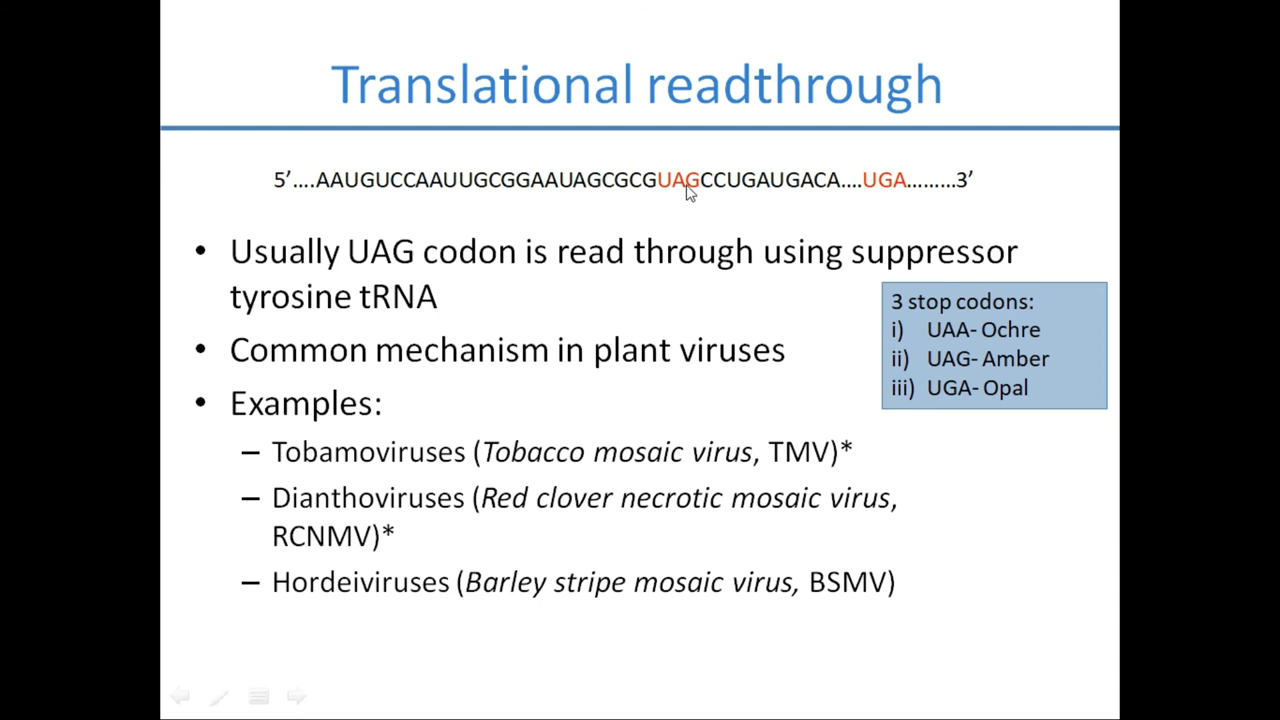 Translational readthrough
5’....AAUGUCCAAUUGCGGAAUAGCGCGUAGCCUGAUGACA....UGA.........3’
• Usually UAG codon is read through using suppressor
tyrosine tRNA
• Common mechanism in plant viruses
• Examples:
– Tobamoviruses (Tobacco mosaic virus, TMV)*
– Dianthoviruses (Red clover necrotic mosaic virus,
RCNMV)*
– Hordeiviruses (Barley stripe mosaic virus, BSMV)
3 stop codons:
i) UAA- Ochre
ii) UAG- Amber
iii) UGA- Opal